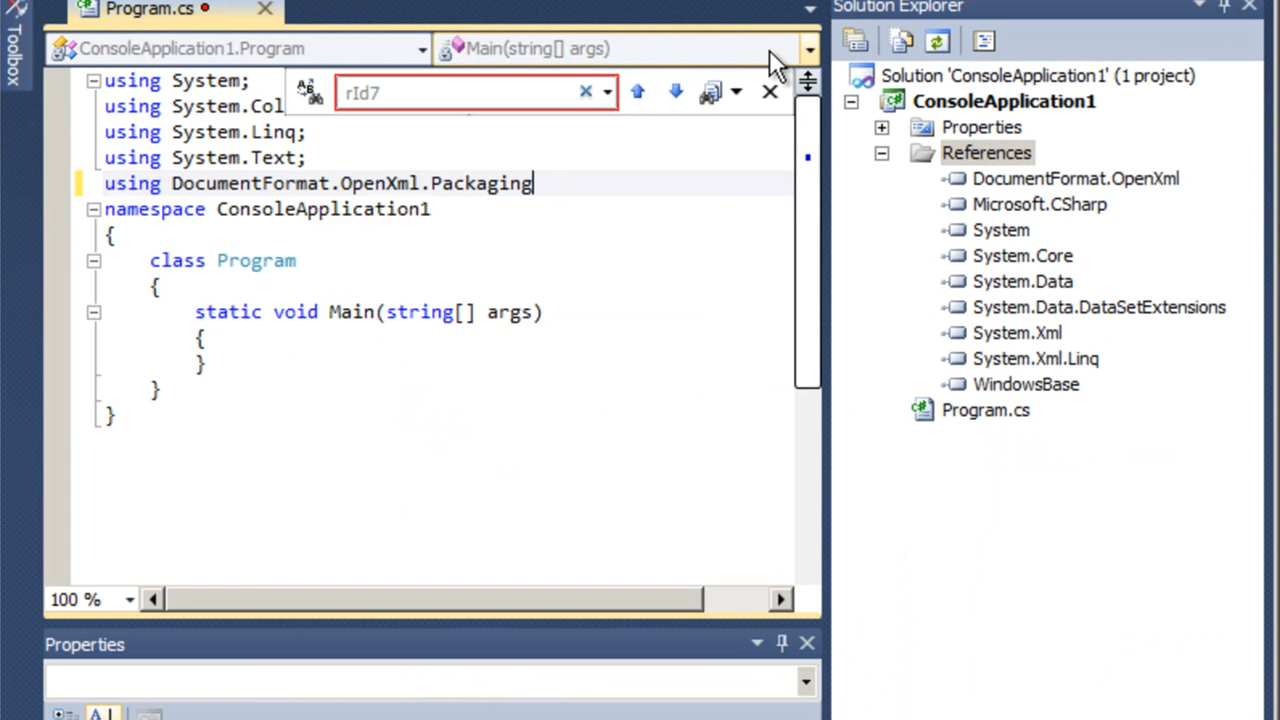 Program.cs
Toolbox
ConsoleApplication1.Program
Main(string[] args)
using System;
rId7
using System.Col
using System.Linq;
using System.Text;
using DocumentFormat.OpenXml.Packaging
namespace ConsoleApplication1
{
class Program
{
static void Main(string[] args)
{
}
}
}
100 %
Properties
Solution Explorer
Solution 'ConsoleApplication1' (1 project)
ConsoleApplication1
Properties
References
DocumentFormat.OpenXml
Microsoft.CSharp
System
System.Core
System.Data
System.Data.DataSetExtensions
System.Xml
System.Xml.Linq
WindowsBase
Program.cs